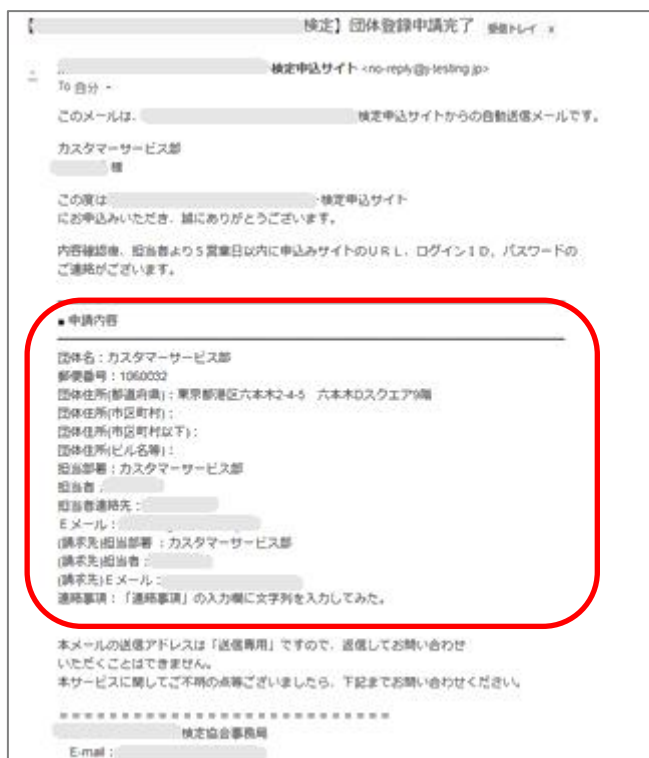 【 検定】団体登録申請完了 受信トレイ x
検定申込サイト <no-reply@j-testing.jp>
To 自分
このメールは、 検定申込サイトからの自動送信メールです。
カスタマーサービス部
様
この度は ・検定申込サイト
にお申込みいただき、誠にありがとうございます。
内容確認後、担当者より5営業日以内に申込みサイトのURL、ログインID、パスワードの
ご連絡がございます。
■ 申請内容
団体名：カスタマーサービス部
郵便番号：1060032
団体住所(都道府県)：東京都港区六本木2-4-5 六本木Dスクエア9階
団体住所(市区町村)：
団体住所(市区町村以下)：
団体住所(ビル名等)：
担当部署：カスタマーサービス部
担当者：
担当者連絡先：
Eメール：
(請求先)担当部署 ：カスタマーサービス部
(請求先)担当者：
(請求先)Eメール：
連絡事項：「連絡事項」の入力欄に文字列を入力してみた。
本メールの送信アドレスは「送信専用」ですので、返信してお問い合わせ
いただくことはできません。
本サービスに関してご不明の点等ございましたら、下記までお問い合わせください。
＝＝＝＝＝＝＝＝＝＝＝＝＝＝＝＝＝＝＝＝＝＝＝＝＝＝＝
検定協会事務局
E-mail :